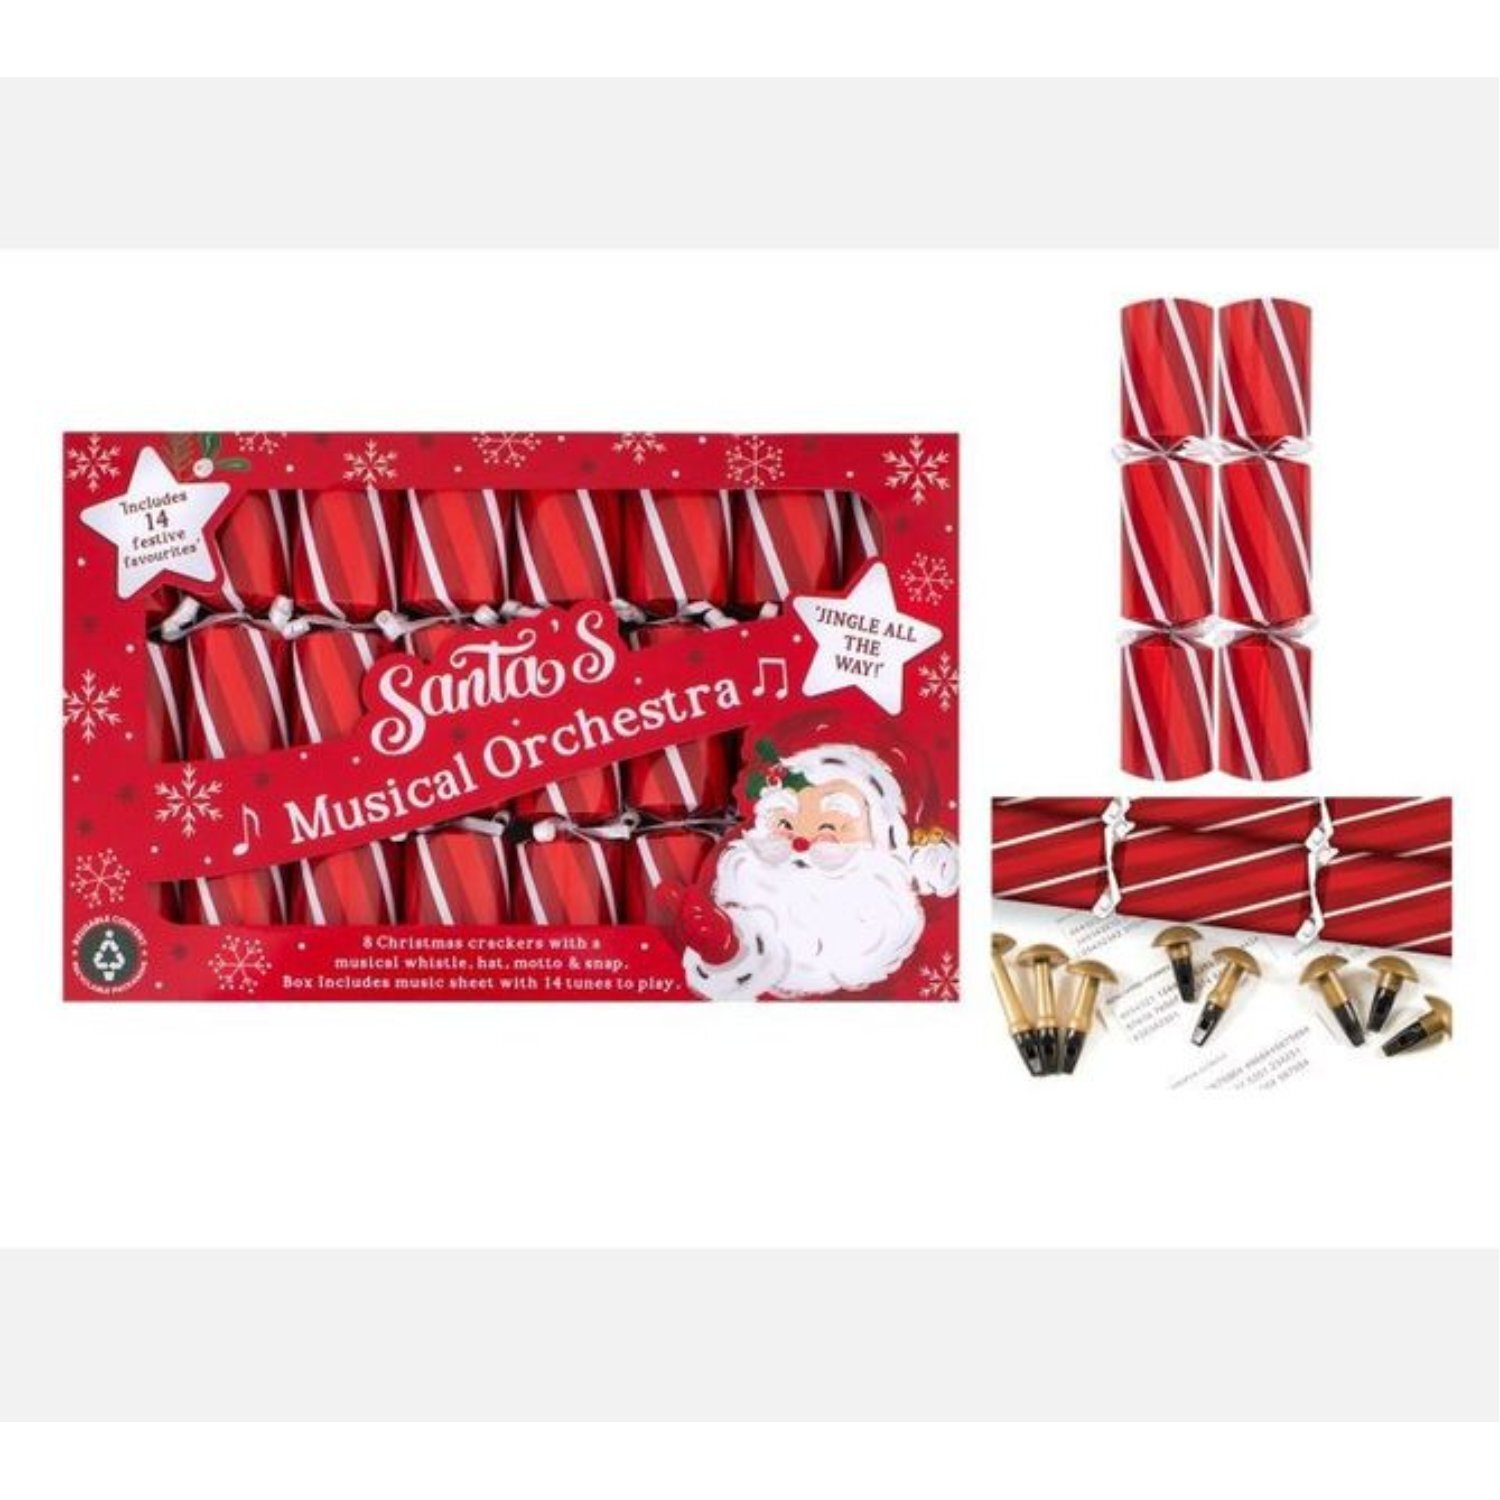 Includes
14
festive
favourites'
'JINGLE ALL
THE
WAY!'
Santa's
Musical Orchestra
8 Christmas crackers with a
musical whistle, hat, motto & snap.
Box Includes music sheet with 14 tunes to play.